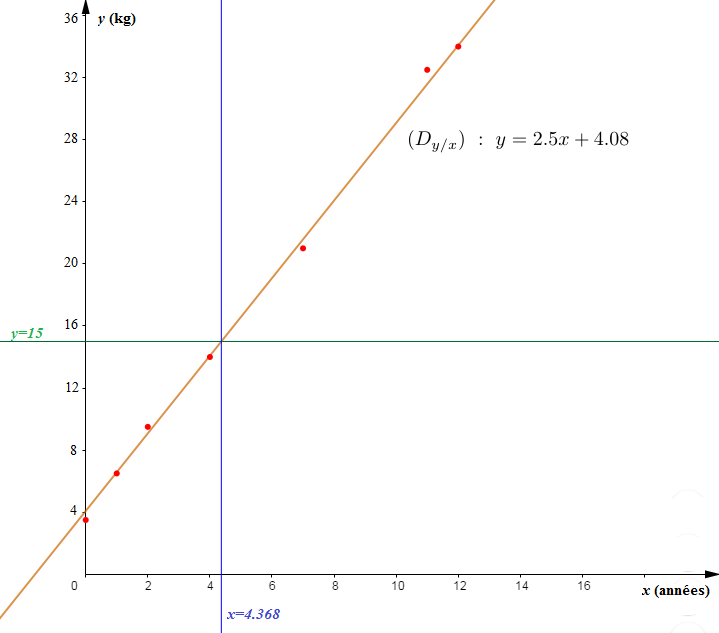 36
y (kg)
32
28
(D_{y/x}) : y = 2.5x + 4.08
24
20
16
y=15
12
8
4
0 2 4 6 8 10 12 14 16
x (années)
x=4.368